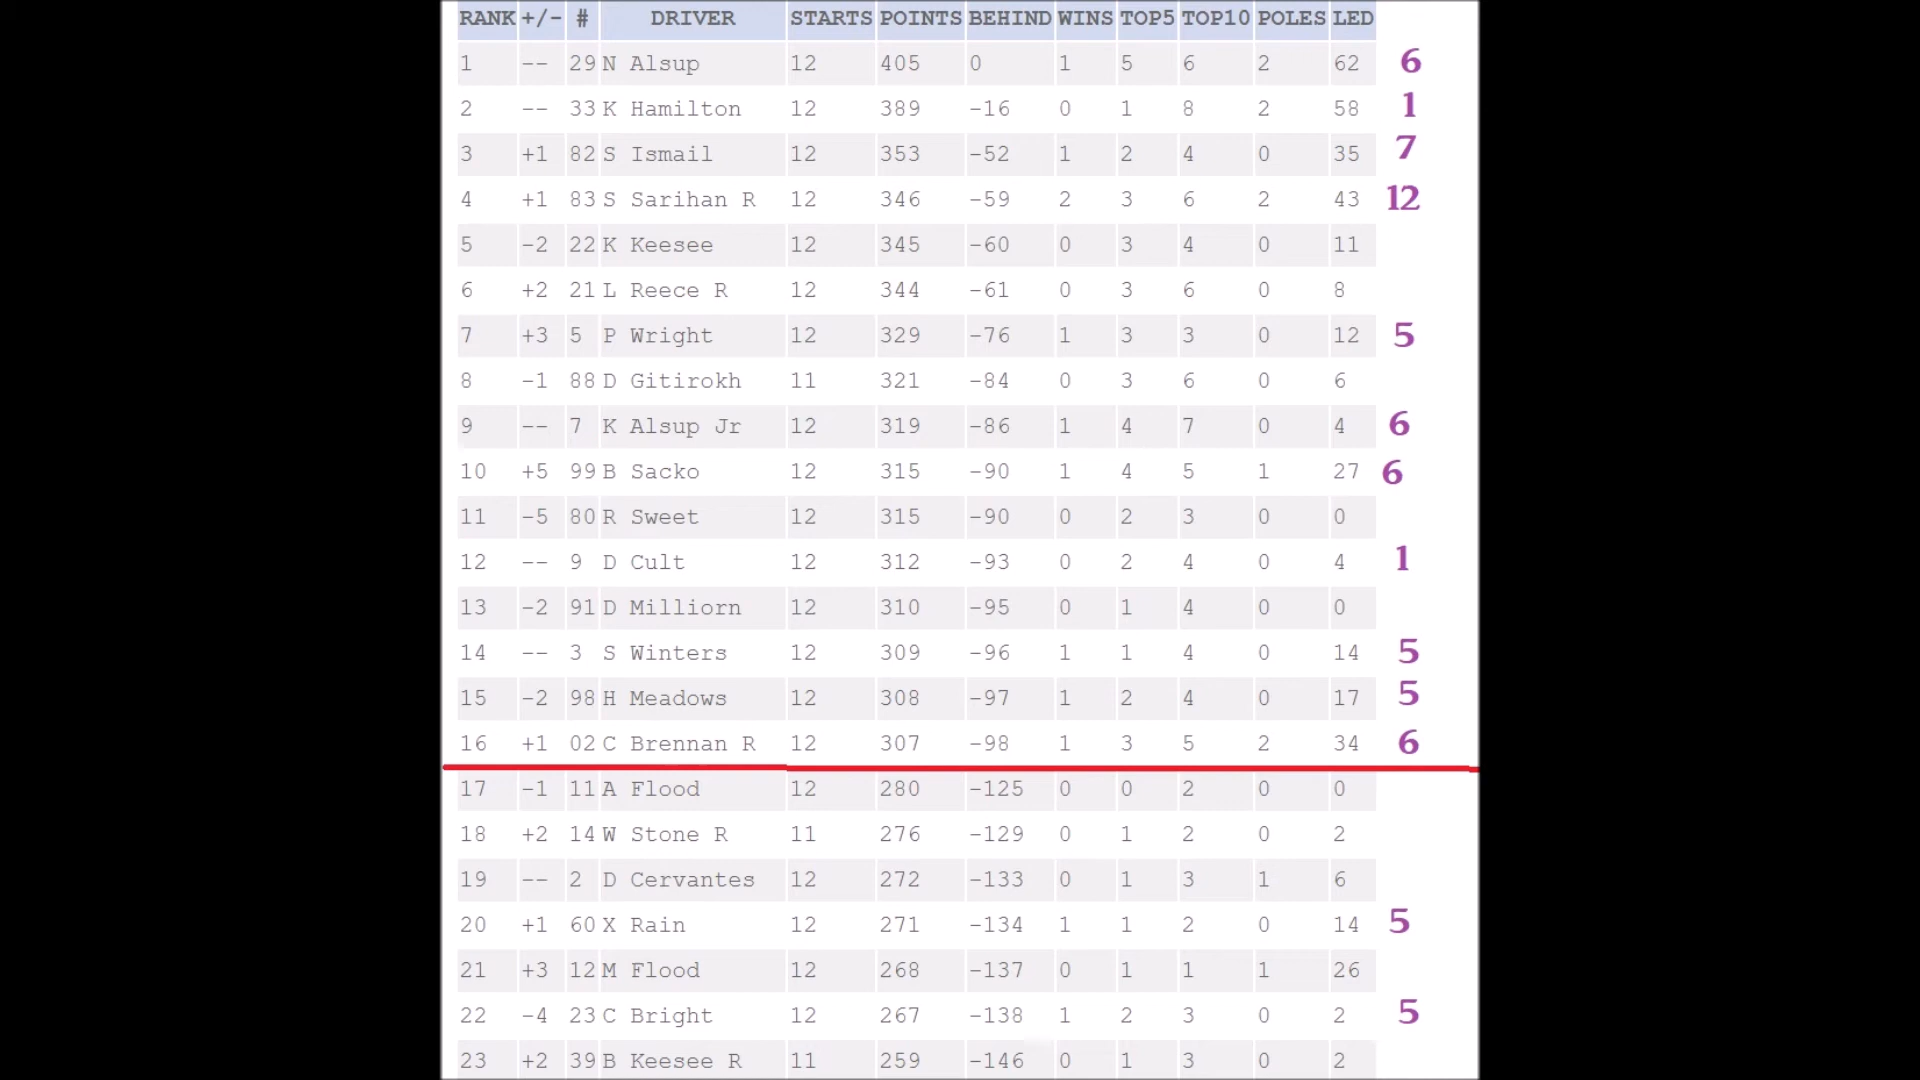 RANK +/- # DRIVER STARTS POINTS BEHIND WINS TOP5 TOP10 POLES LED
1 -- 29 N Alsup 12 405 0 1 5 6 2 62 6
2 -- 33 K Hamilton 12 389 -16 0 1 8 2 58 1
3 +1 82 S Ismail 12 353 -52 1 2 4 0 35 7
4 +1 83 S Sarihan R 12 346 -59 2 3 6 2 43 12
5 -2 22 K Keesee 12 345 -60 0 3 4 0 11
6 +2 21 L Reece R 12 344 -61 0 3 6 0 8
7 +3 5 P Wright 12 329 -76 1 3 3 0 12 5
8 -1 88 D Gitirokh 11 321 -84 0 3 6 0 6
9 -- 7 K Alsup Jr 12 319 -86 1 4 7 0 4 6
10 +5 99 B Sacko 12 315 -90 1 4 5 1 27 6
11 -5 80 R Sweet 12 315 -90 0 2 3 0 0
12 -- 9 D Cult 12 312 -93 0 2 4 0 4 1
13 -2 91 D Milliorn 12 310 -95 0 1 4 0 0
14 -- 3 S Winters 12 309 -96 1 1 4 0 14 5
15 -2 98 H Meadows 12 308 -97 1 2 4 0 17 5
16 +1 02 C Brennan R 12 307 -98 1 3 5 2 34 6
17 -1 11 A Flood 12 280 -125 0 0 2 0 0
18 +2 14 W Stone R 11 276 -129 0 1 2 0 2
19 -- 2 D Cervantes 12 272 -133 0 1 3 1 6
20 +1 60 X Rain 12 271 -134 1 1 2 0 14 5
21 +3 12 M Flood 12 268 -137 0 1 1 1 26
22 -4 23 C Bright 12 267 -138 1 2 3 0 2 5
23 +2 39 B Keesee R 11 259 -146 0 1 3 0 2